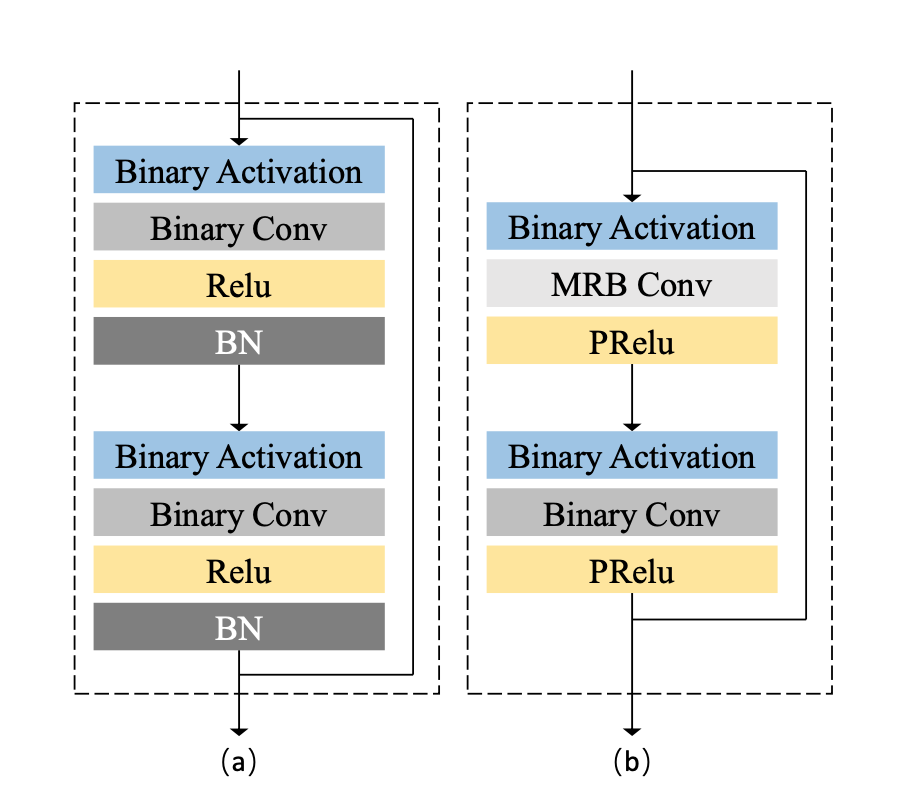 Binary Activation
Binary Conv
Relu
BN
Binary Activation
Binary Conv
Relu
BN
(a)
Binary Activation
MRB Conv
PRelu
Binary Activation
Binary Conv
PRelu
(b)